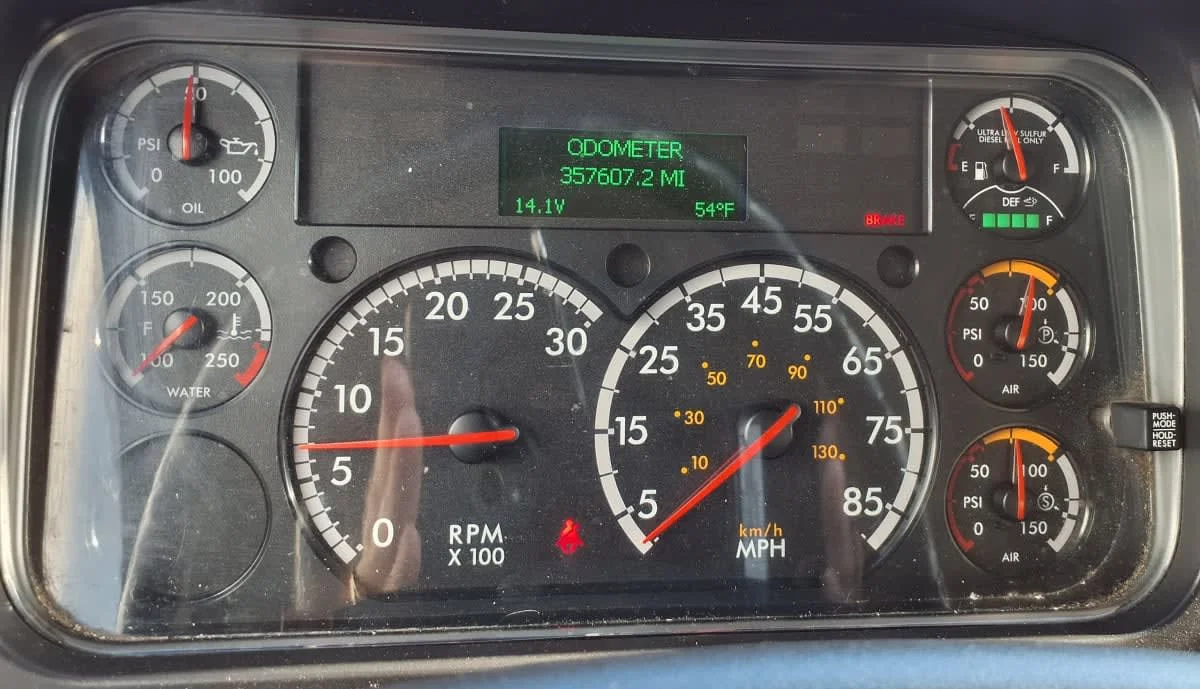 50
PSI
0
100
OIL
150
200
F
100
250
WATER
ODOMETER
357607.2 MI
14.1V
54°F
BRAKE
ULTRA LOW SULFUR
DIESEL FUEL ONLY
E
F
DEF
E
F
0
5
10
15
20
25
30
RPM
X 100
5
15
25
35
45
55
65
75
85
10
30
50
70
90
110
130
km/h
MPH
50
100
PSI
P
0
150
AIR
50
100
PSI
S
0
150
AIR
PUSH-
MODE
HOLD-
RESET